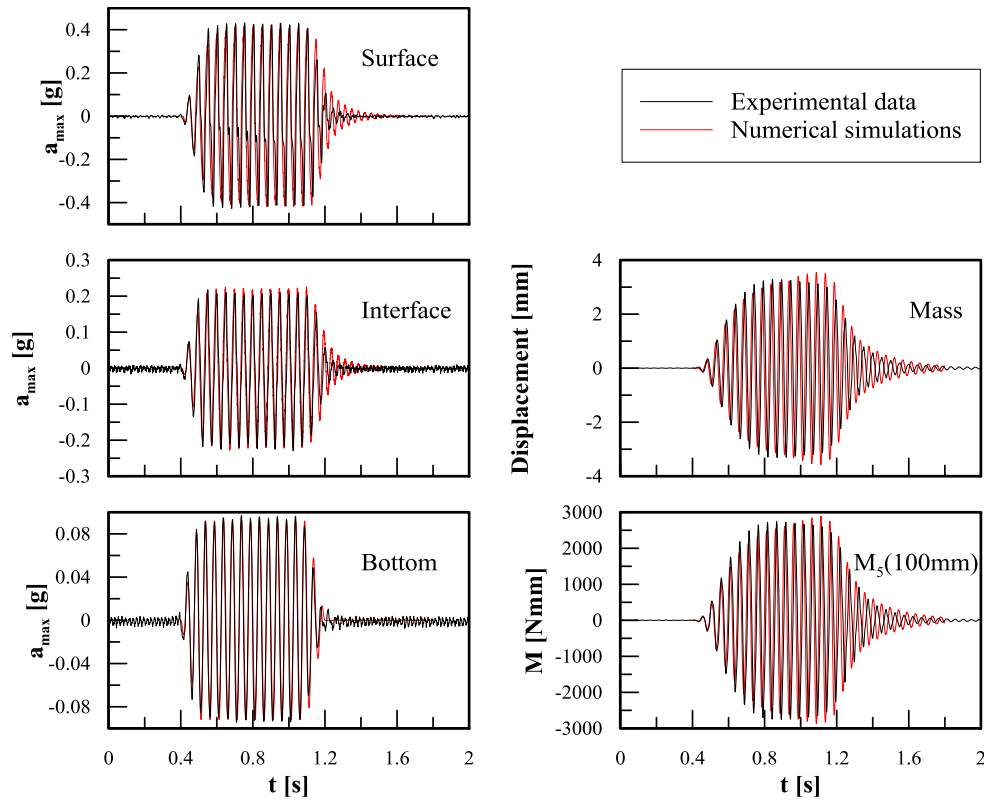 0.4
0.2
0
-0.2
-0.4
a_max [g]
Surface
Experimental data
Numerical simulations
0.3
0.2
0.1
0
-0.1
-0.2
-0.3
a_max [g]
Interface
4
2
0
-2
-4
Displacement [mm]
Mass
0.08
0.04
0
-0.04
-0.08
a_max [g]
Bottom
0 0.4 0.8 1.2 1.6 2
t [s]
3000
2000
1000
0
-1000
-2000
-3000
M [Nmm]
M₅(100mm)
0 0.4 0.8 1.2 1.6 2
t [s]